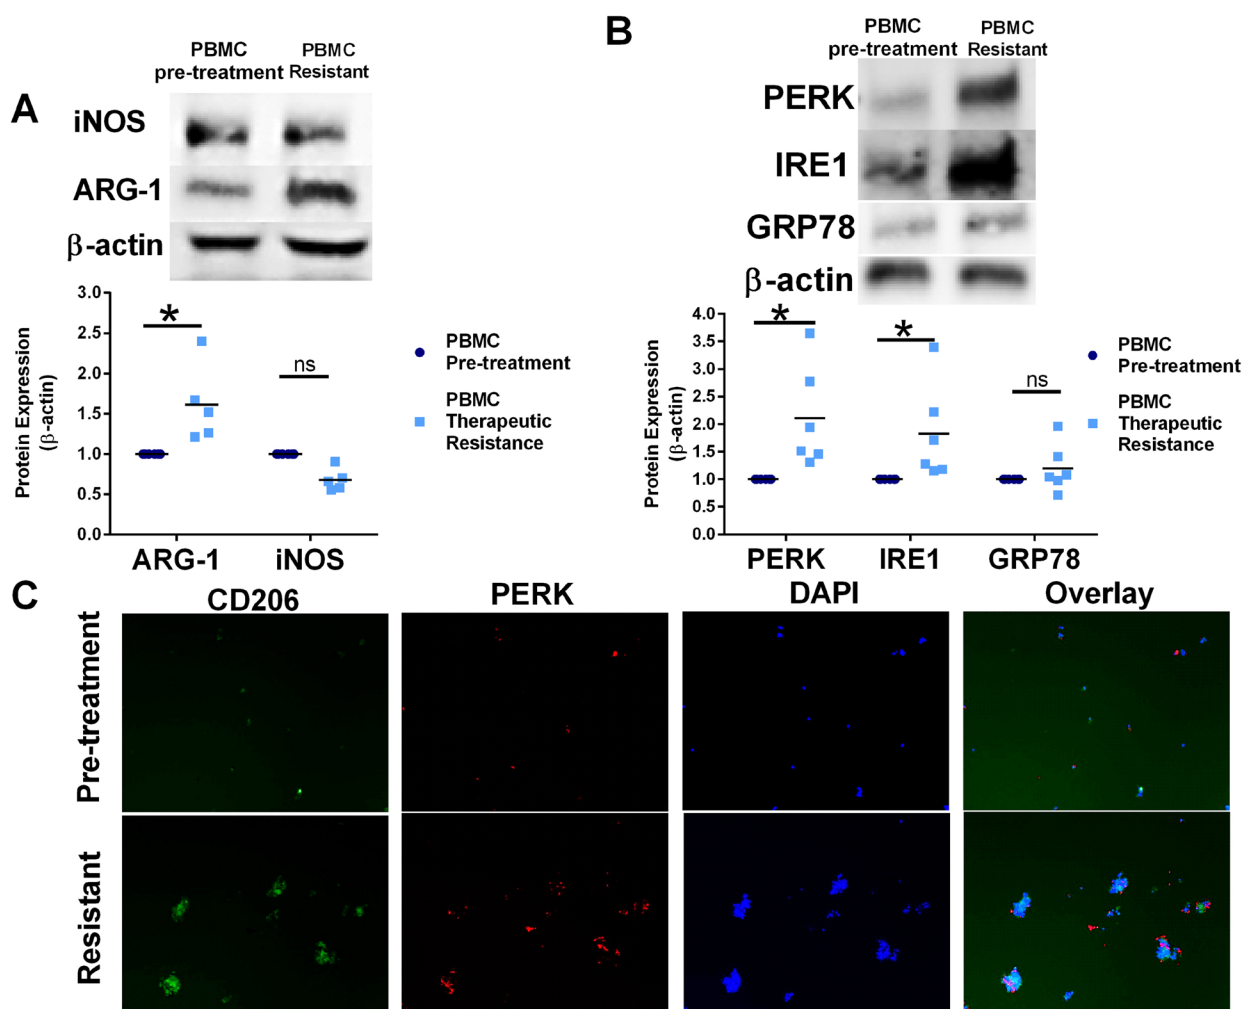 A
PBMC
pre-treatment
PBMC
Resistant
iNOS
ARG-1
β-actin
3.0
2.5
2.0
1.5
1.0
0.5
0.0
Protein Expression
(β-actin)
*
ns
ARG-1
iNOS
PBMC
Pre-treatment
PBMC
Therapeutic
Resistance
B
PBMC
pre-treatment
PBMC
Resistant
PERK
IRE1
GRP78
β-actin
4.0
3.5
3.0
2.5
2.0
1.5
1.0
0.5
0.0
Protein Expression
(β-actin)
*
*
ns
PERK
IRE1
GRP78
PBMC
Pre-treatment
PBMC
Therapeutic
Resistance
C
CD206
PERK
DAPI
Overlay
Pre-treatment
Resistant